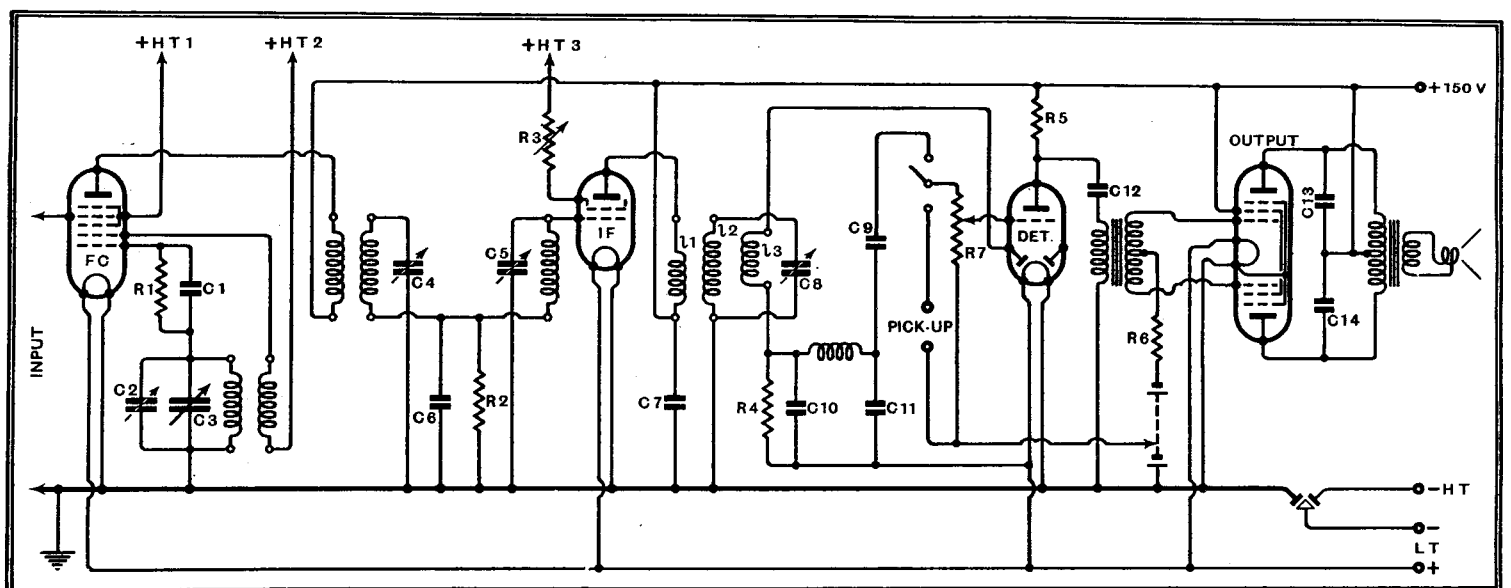 +HT1
+HT2
+HT3
+150 V
R3
R5
OUTPUT
C12
C13
FC
IF
DET.
C9
R7
l1
l2
l3
C4
C5
C8
R1
C1
C14
PICK-UP
R6
INPUT
C2
C3
C6
R2
C7
R4
C10
C11
-HT
-
LT
+